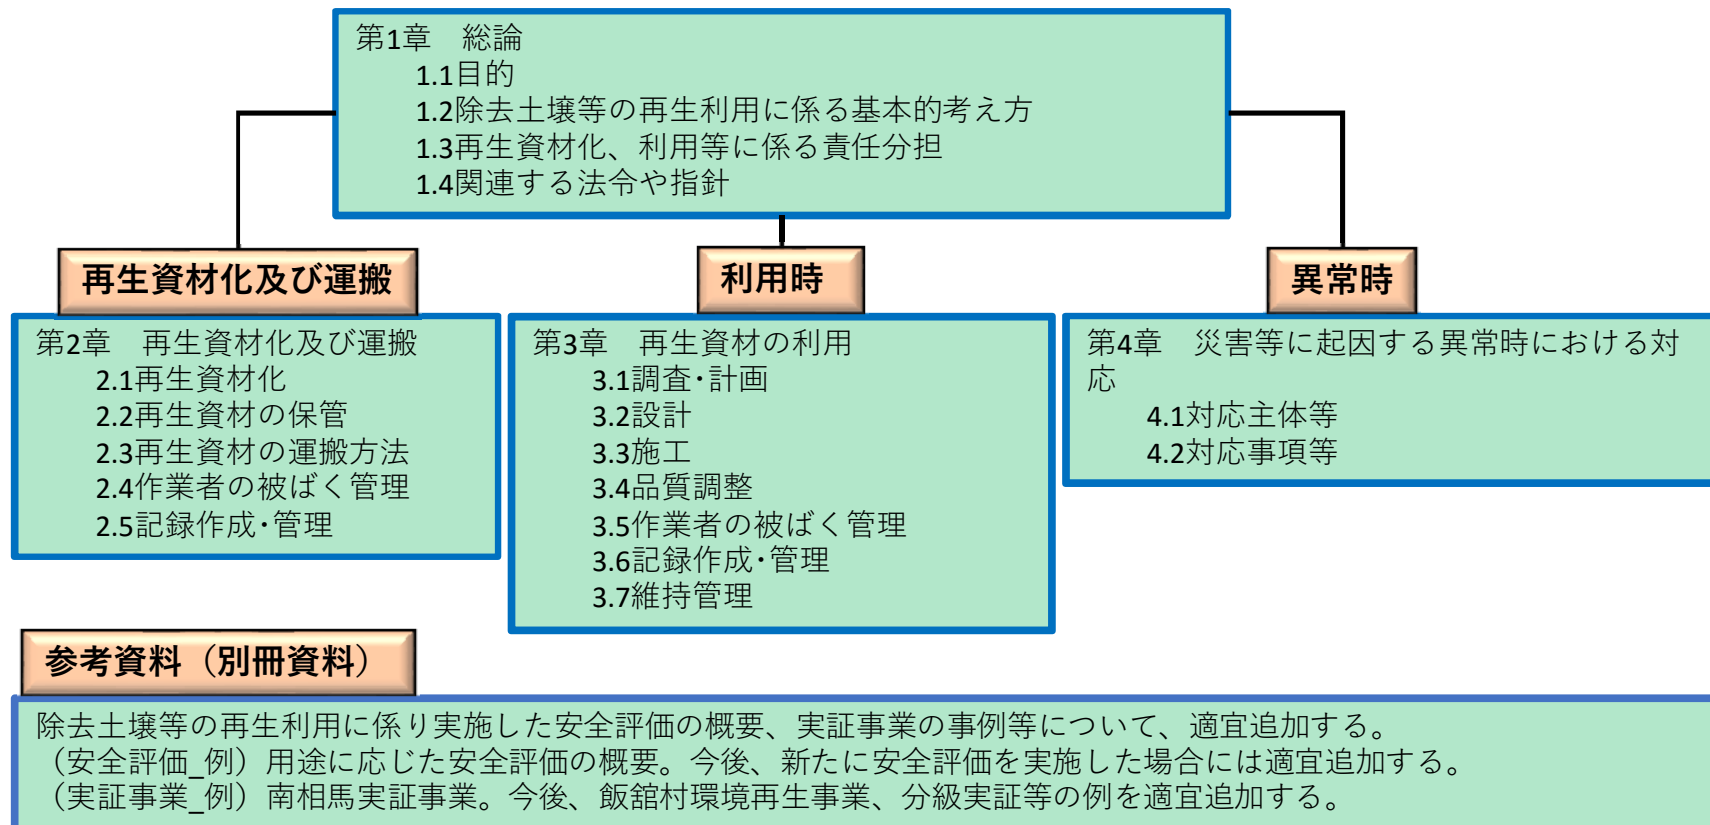 第1章　総論
1.1目的
1.2除去土壌等の再生利用に係る基本的考え方
1.3再生資材化、利用等に係る責任分担
1.4関連する法令や指針
再生資材化及び運搬
第2章　再生資材化及び運搬
2.1再生資材化
2.2再生資材の保管
2.3再生資材の運搬方法
2.4作業者の被ばく管理
2.5記録作成･管理
利用時
第3章　再生資材の利用
3.1調査･計画
3.2設計
3.3施工
3.4品質調整
3.5作業者の被ばく管理
3.6記録作成･管理
3.7維持管理
異常時
第4章　災害等に起因する異常時における対
応
4.1対応主体等
4.2対応事項等
参考資料（別冊資料）
除去土壌等の再生利用に係り実施した安全評価の概要、実証事業の事例等について、適宜追加する。
（安全評価_例）用途に応じた安全評価の概要。今後、新たに安全評価を実施した場合には適宜追加する。
（実証事業_例）南相馬実証事業。今後、飯舘村環境再生事業、分級実証等の例を適宜追加する。